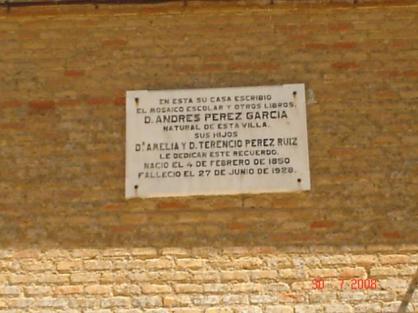 EN ESTA SU CASA ESCRIBIO
EL MOSAICO ESCOLAR Y OTROS LIBROS.
D. ANDRES PEREZ GARCIA
NATURAL DE ESTA VILLA.
SUS HIJOS
Dª. AMELIA Y D. TERENCIO PEREZ RUIZ
LE DEDICAN ESTE RECUERDO.
NACIO EL 4 DE FEBRERO DE 1850
FALLECIO EL 27 DE JUNIO DE 1928.
30 7 2008